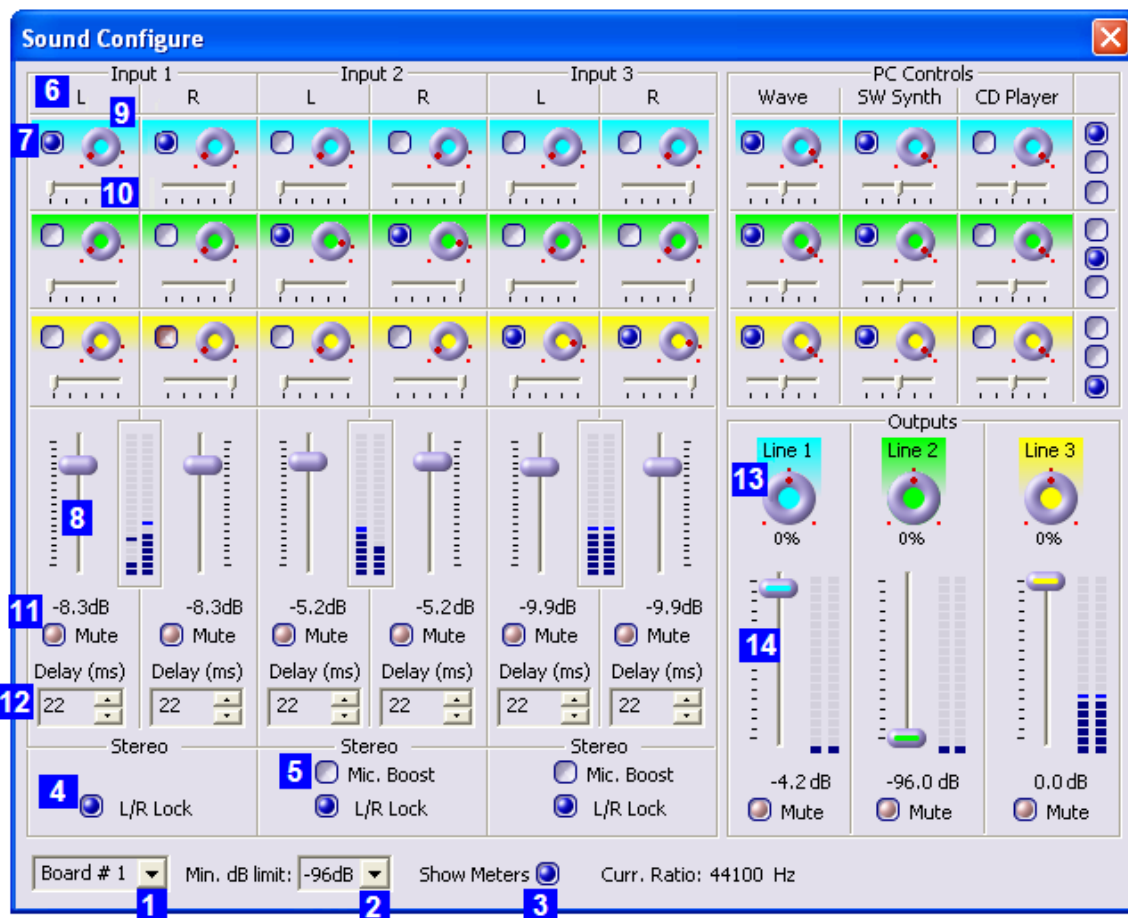 Sound Configure
Input 1 Input 2 Input 3 PC Controls
6 L R L R L R Wave SW Synth CD Player
9
7
10
Outputs
Line 1 Line 2 Line 3
13
8
0% 0% 0%
11 -8.3dB -8.3dB -5.2dB -5.2dB -9.9dB -9.9dB
Mute Mute Mute Mute Mute Mute
14
Delay (ms) Delay (ms) Delay (ms) Delay (ms) Delay (ms) Delay (ms)
12 22 22 22 22 22 22
Stereo Stereo Stereo
5 Mic. Boost Mic. Boost
-4.2 dB -96.0 dB 0.0 dB
4 L/R Lock L/R Lock L/R Lock
Mute Mute Mute
Board # 1 Min. dB limit: -96dB Show Meters Curr. Ratio: 44100 Hz
1 2 3